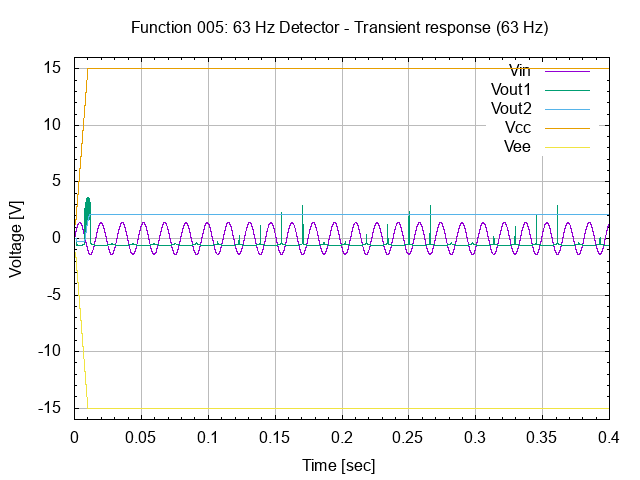 Function 005: 63 Hz Detector - Transient response (63 Hz)
Vin
Vout1
Vout2
Vcc
Vee
15
10
5
0
-5
-10
-15
Voltage [V]
0
0.05
0.1
0.15
0.2
0.25
0.3
0.35
0.4
Time [sec]